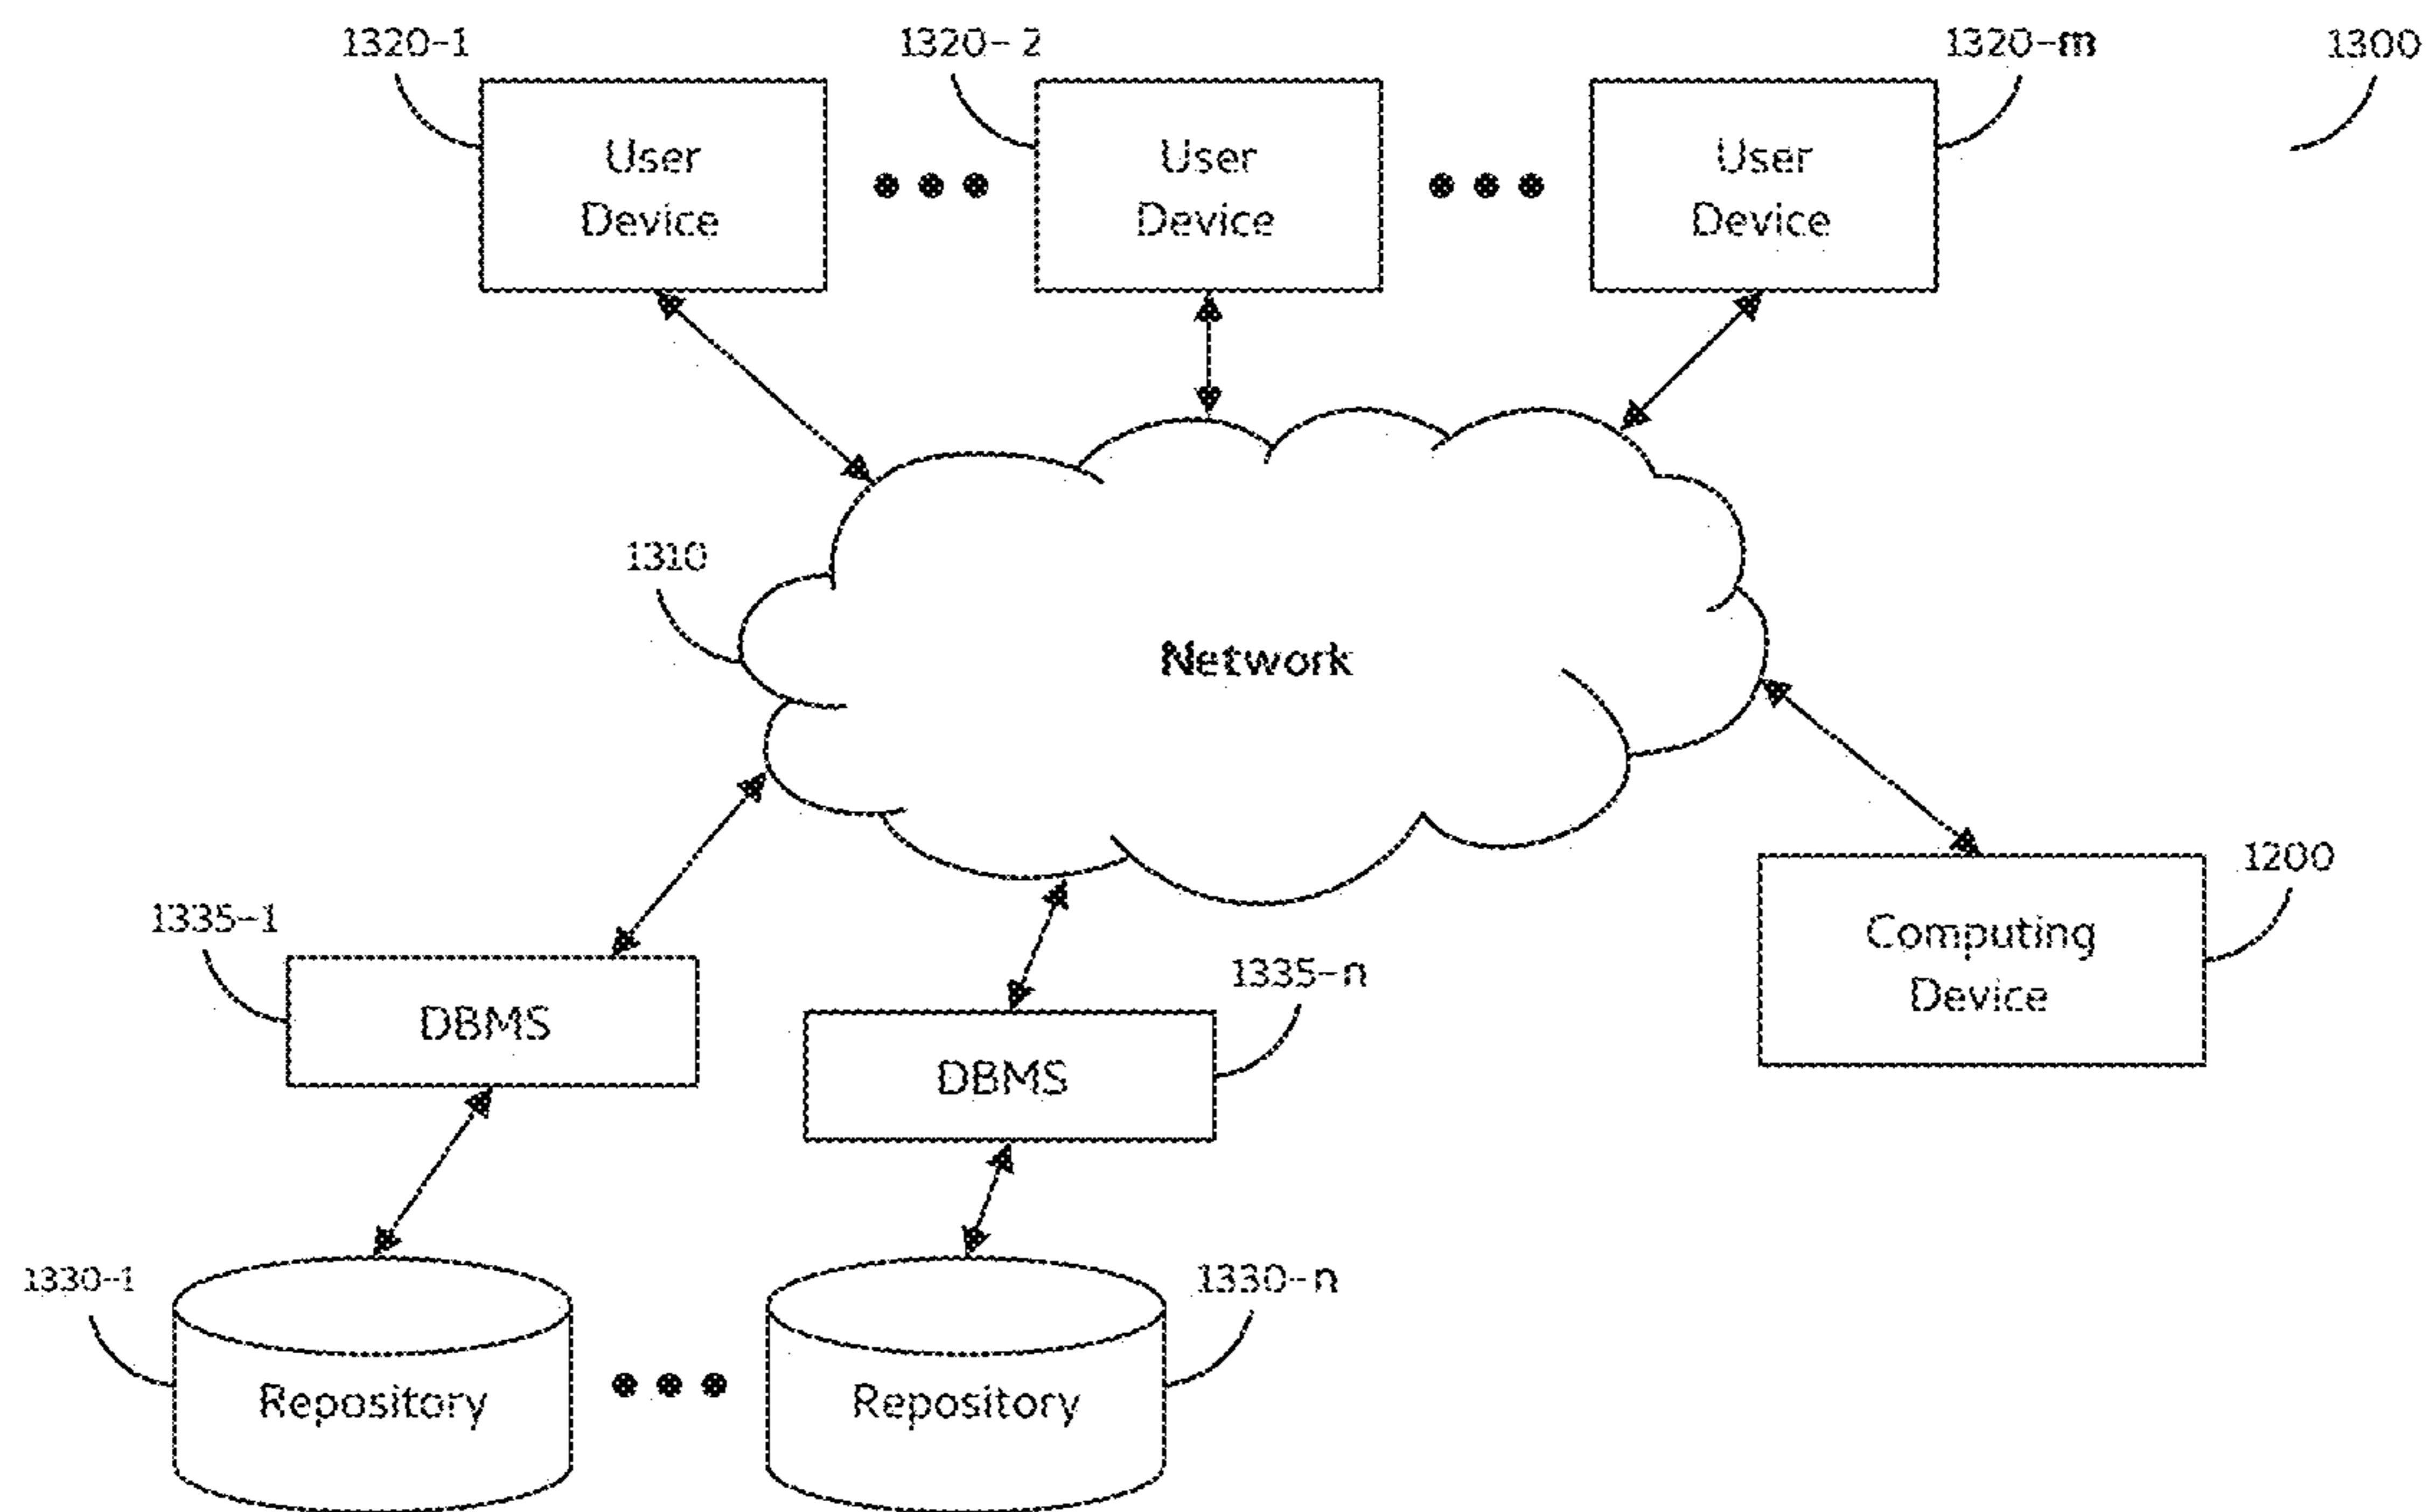 1320-1
1320-2
1320-m
1300
User
Device
User
Device
User
Device
1310
Network
1200
1335-1
Computing
Device
1335-n
DBMS
DBMS
1330-1
1330-n
Repository
Repository